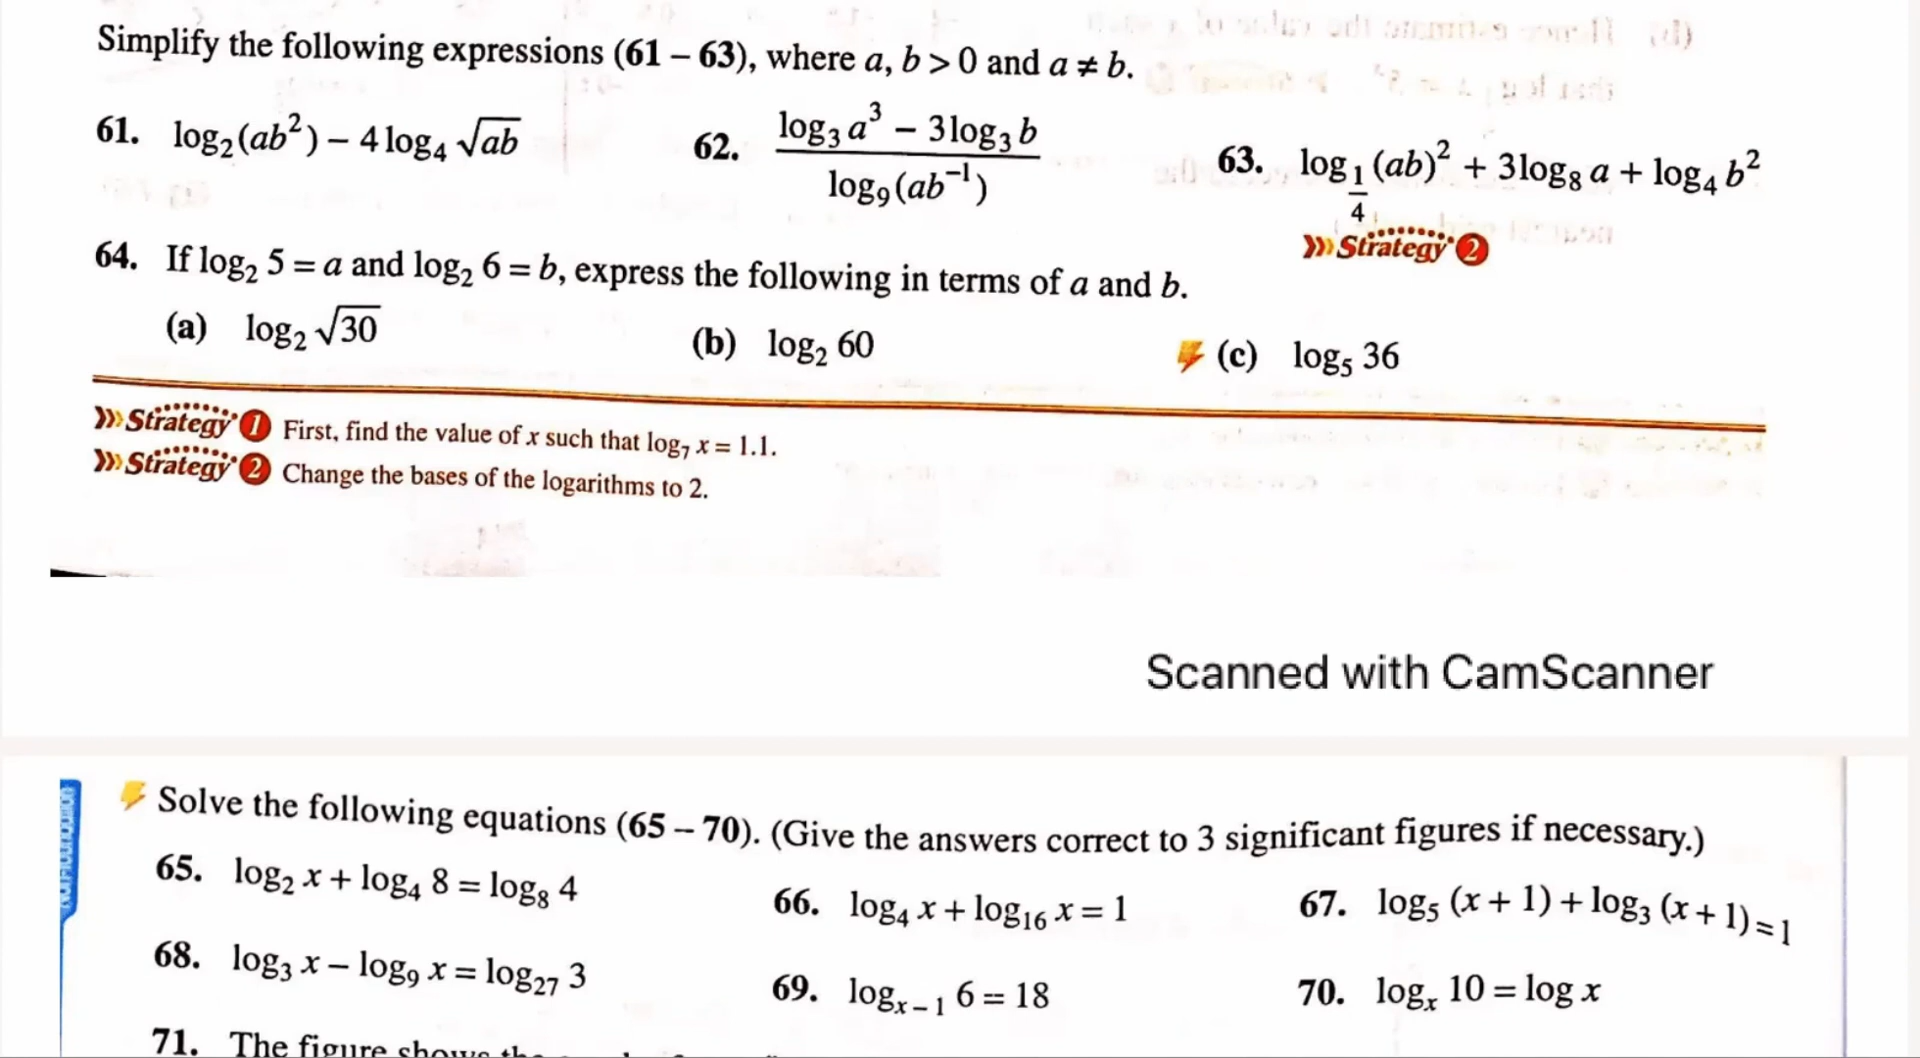 Simplify the following expressions (61 – 63), where a, b > 0 and a ≠ b.
61. log₂(ab²) – 4 log₄ √(ab)
62. (log₃ a³ – 3log₃ b) / (log₉(ab⁻¹))
63. log_(1/4) (ab)² + 3log₈ a + log₄ b²
»» Strategy 2
64. If log₂ 5 = a and log₂ 6 = b, express the following in terms of a and b.
(a) log₂ √30 (b) log₂ 60 (c) log₅ 36
»» Strategy 1 First, find the value of x such that log₇ x = 1.1.
»» Strategy 2 Change the bases of the logarithms to 2.
Scanned with CamScanner
Solve the following equations (65 – 70). (Give the answers correct to 3 significant figures if necessary.)
65. log₂ x + log₄ 8 = log₈ 4
66. log₄ x + log₁₆ x = 1
67. log₅ (x + 1) + log₃ (x + 1) = 1
68. log₃ x – log₉ x = log₂₇ 3
69. logₓ₋₁ 6 = 18
70. logₓ 10 = log x
71. The figure shows